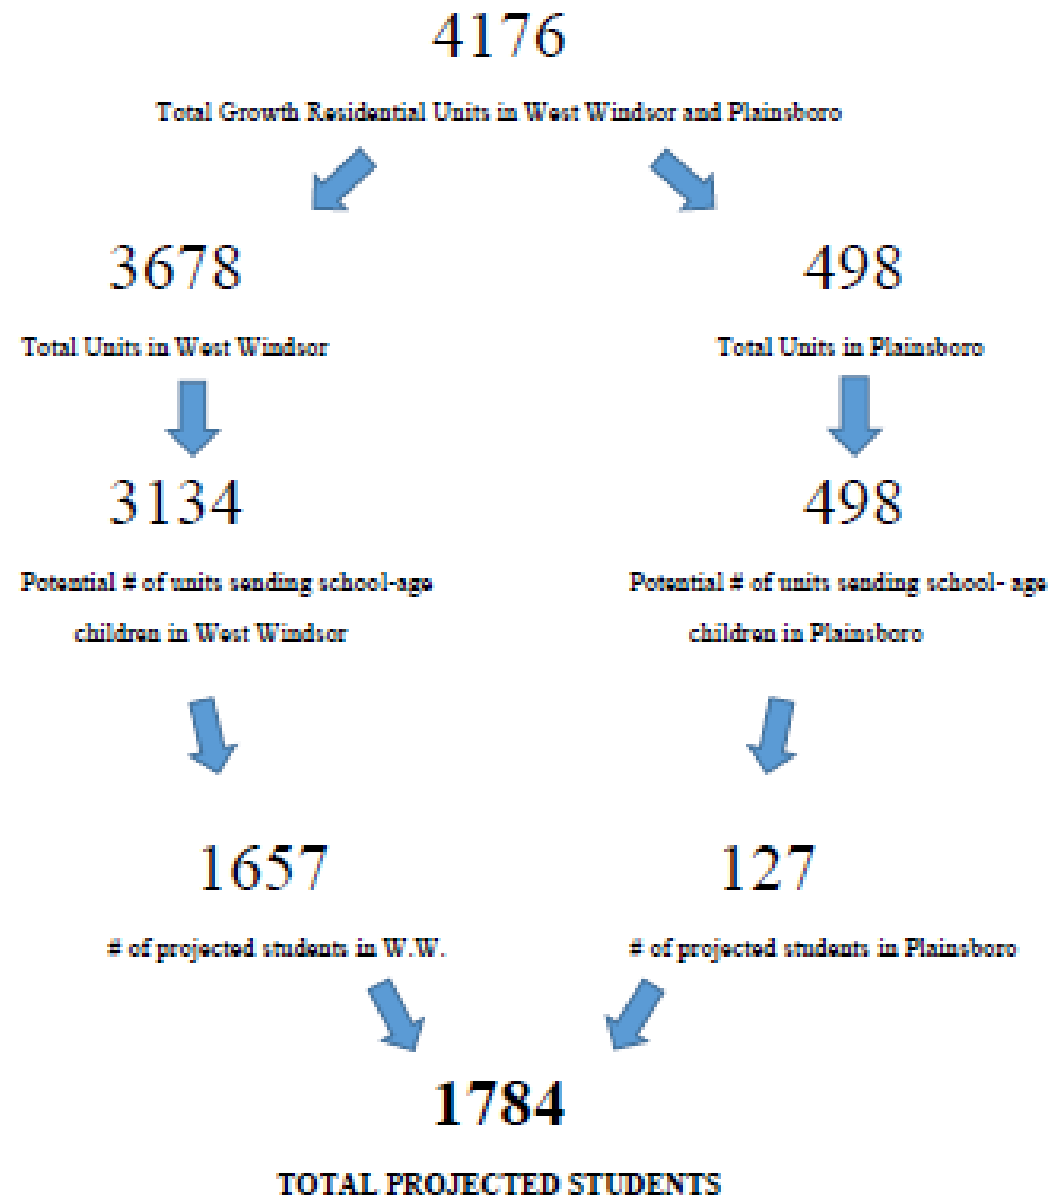 4176
Total Growth Residential Units in West Windsor and Plainsboro
3678
498
Total Units in West Windsor
Total Units in Plainsboro
3134
498
Potential # of units sending school-age
children in West Windsor
Potential # of units sending school- age
children in Plainsboro
1657
127
# of projected students in W.W.
# of projected students in Plainsboro
1784
TOTAL PROJECTED STUDENTS